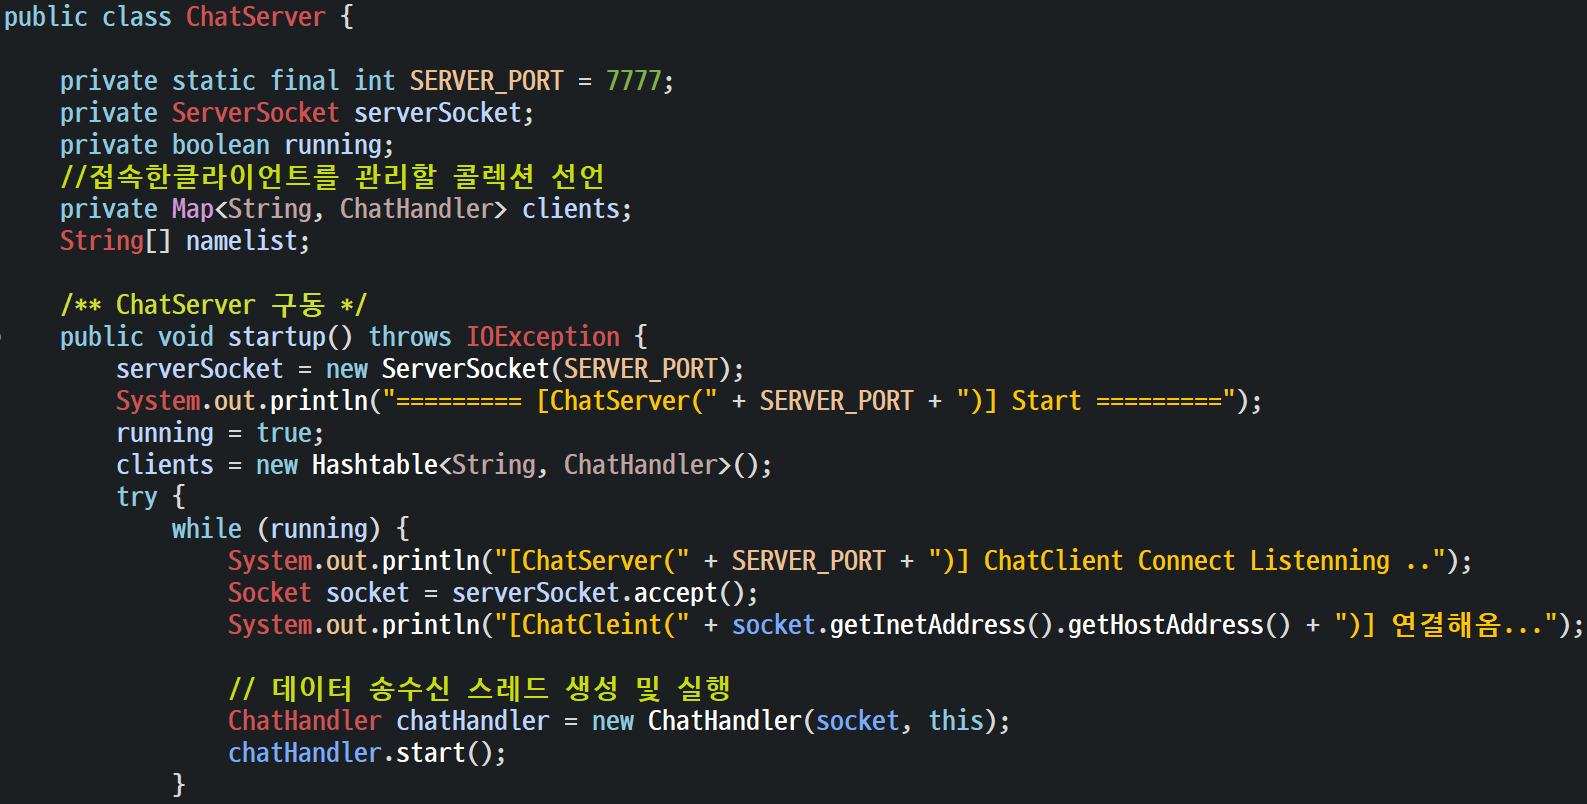 public class ChatServer {
private static final int SERVER_PORT = 7777;
private ServerSocket serverSocket;
private boolean running;
//접속한클라이언트를 관리할 콜렉션 선언
private Map<String, ChatHandler> clients;
String[] namelist;
/** ChatServer 구동 */
public void startup() throws IOException {
serverSocket = new ServerSocket(SERVER_PORT);
System.out.println("========= [ChatServer(" + SERVER_PORT + ")] Start =========");
running = true;
clients = new Hashtable<String, ChatHandler>();
try {
while (running) {
System.out.println("[ChatServer(" + SERVER_PORT + ")] ChatClient Connect Listenning ..");
Socket socket = serverSocket.accept();
System.out.println("[ChatCleint(" + socket.getInetAddress().getHostAddress() + ")] 연결해옴...");
// 데이터 송수신 스레드 생성 및 실행
ChatHandler chatHandler = new ChatHandler(socket, this);
chatHandler.start();
}